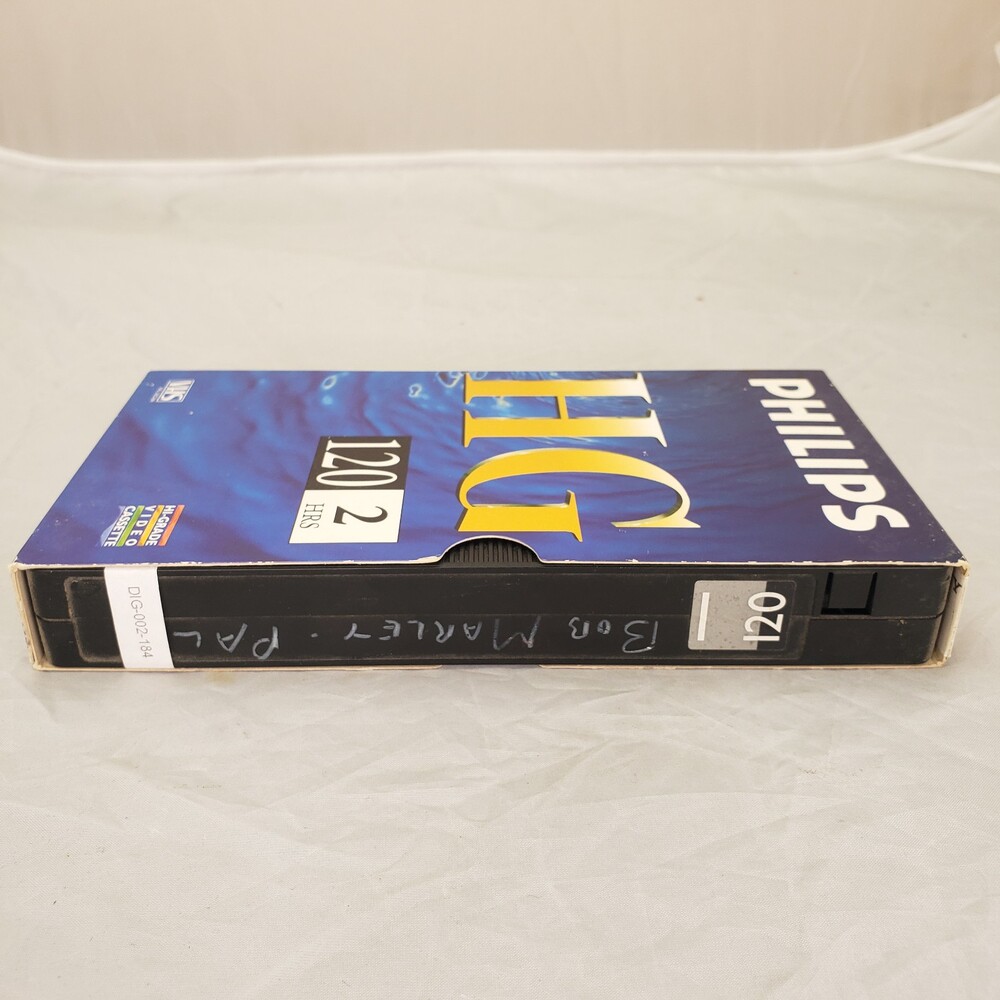 PHILIPS
HG
120 2
HRS
VHS
HI-GRADE
VIDEO
CASSETTE
120
BOB MARLEY. PAL
DIG-002-184